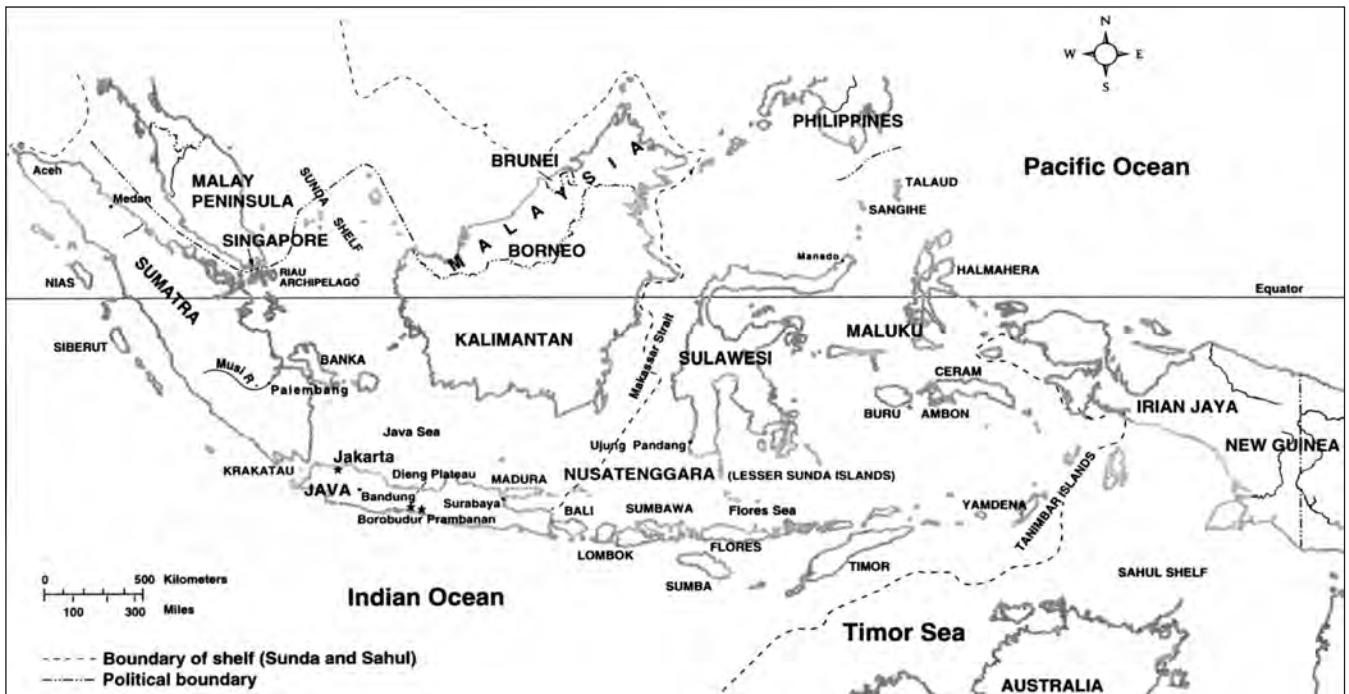 N
W E
S
PHILIPPINES
Pacific Ocean
BRUNEI
MALAYSIA
Aceh
MALAY
PENINSULA
SUNDA
SHELF
TALAUD
Medan
SANGIHE
SINGAPORE
BORNEO
Manado
RIAU
ARCHIPELAGO
HALMAHERA
NIAS
SUMATRA
Equator
MALUKU
KALIMANTAN
Makassar Strait
SULAWESI
SIBERUT
BANKA
Musi R
Palembang
CERAM
BURU
AMBON
IRIAN JAYA
Java Sea
Ujung Pandang
NEW GUINEA
Jakarta
KRAKATAU
Dieng Plateau
MADURA
NUSATENGGARA (LESSER SUNDA ISLANDS)
JAVA
Bandung
Surabaya
BALI
SUMBAWA
Flores Sea
YAMDENA
TANIMBAR ISLANDS
Borobudur Prambanan
LOMBOK
FLORES
TIMOR
SUMBA
SAHUL SHELF
0 500 Kilometers
100 300 Miles
Indian Ocean
Timor Sea
Boundary of shelf (Sunda and Sahul)
Political boundary
AUSTRALIA